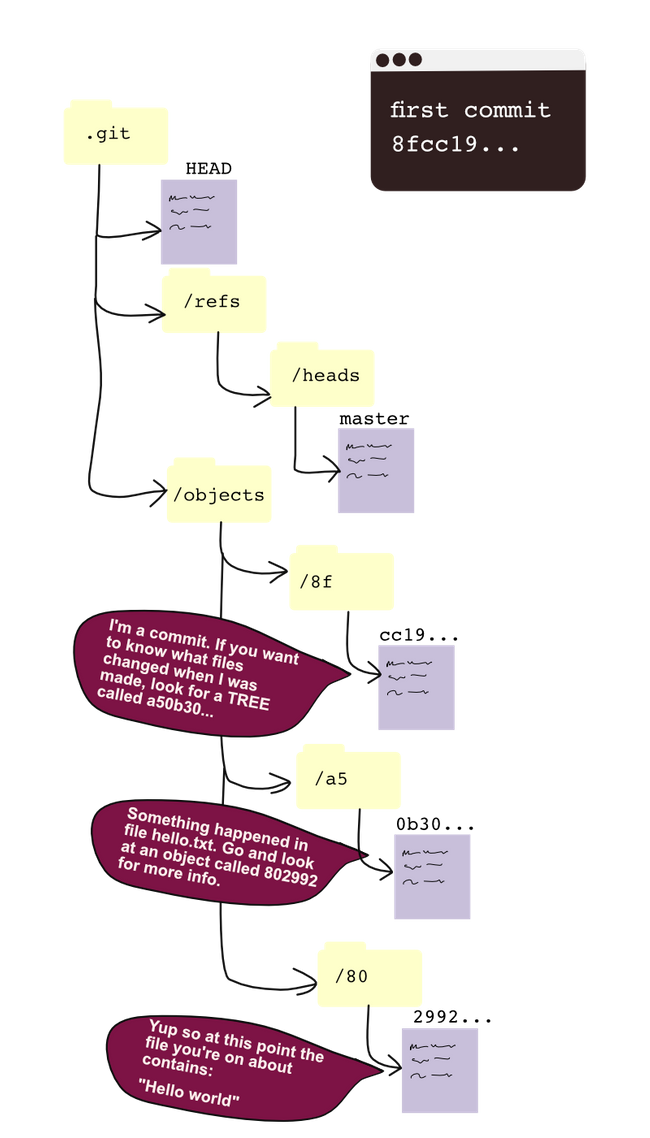 first commit
8fcc19...
.git
HEAD
/refs
/heads
master
/objects
/8f
cc19...
I'm a commit. If you want
to know what files
changed when I was
made, look for a TREE
called a50b30...
/a5
0b30...
Something happened in
file hello.txt. Go and look
at an object called 802992
for more info.
/80
2992...
Yup so at this point the
file you're on about
contains:
"Hello world"